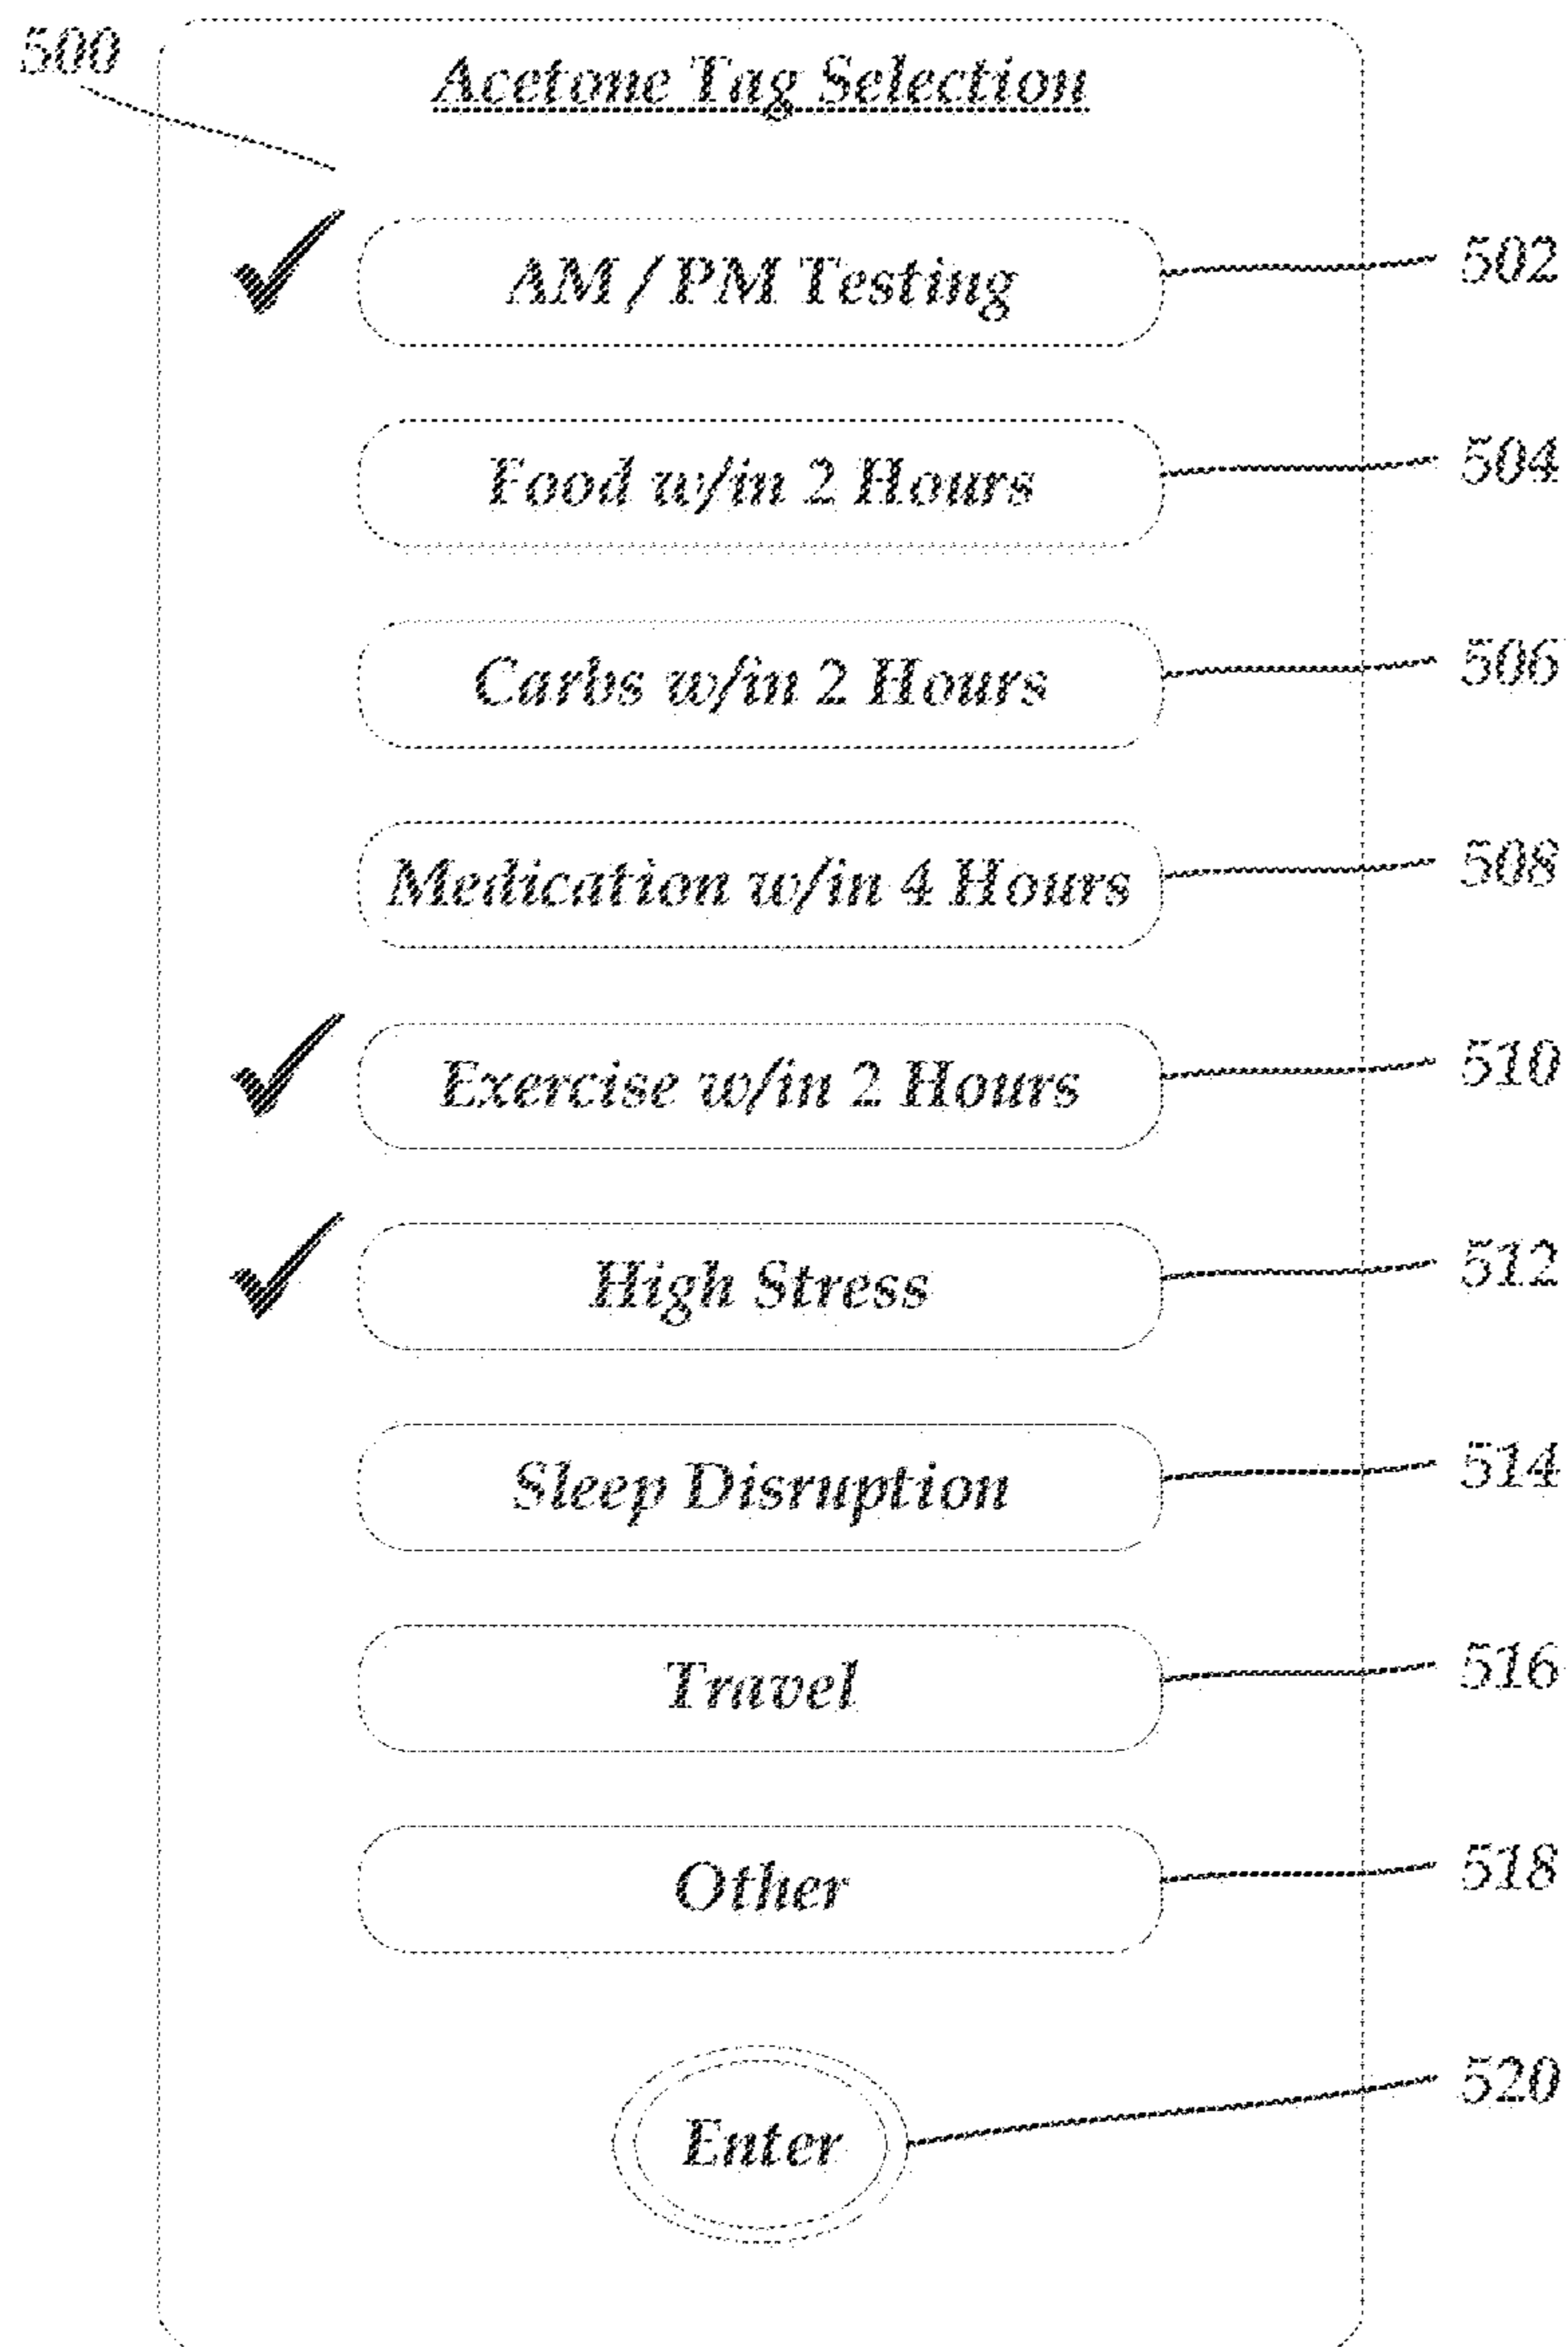 500
Acetone Tag Selection
AM / PM Testing 502
Food w/in 2 Hours 504
Carbs w/in 2 Hours 506
Medication w/in 4 Hours 508
Exercise w/in 2 Hours 510
High Stress 512
Sleep Disruption 514
Travel 516
Other 518
Enter 520